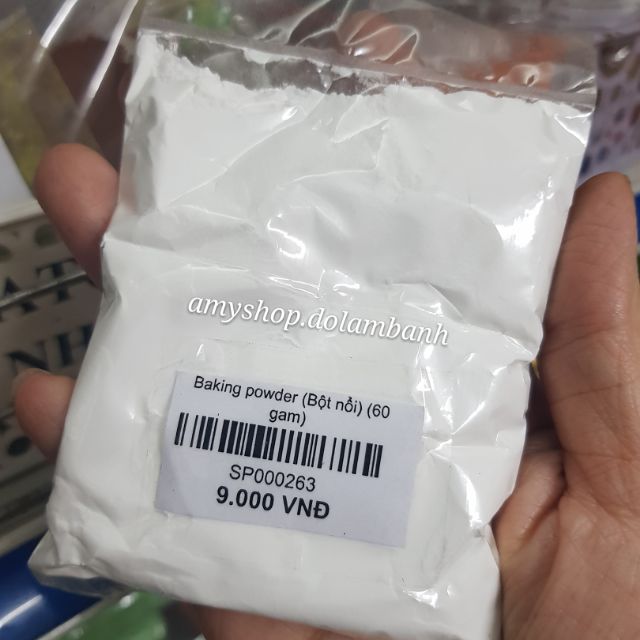 amyshop.dolambanh
Baking powder (Bột nổi) (60
gam)
SP000263
9.000 VNĐ